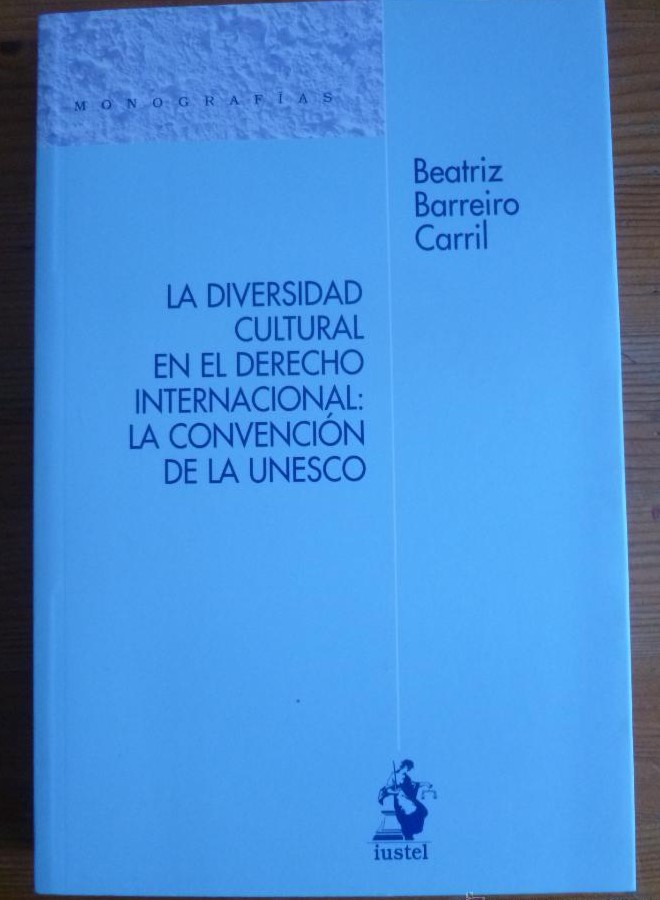 MONOGRAFÍAS
Beatriz
Barreiro
Carril
LA DIVERSIDAD
CULTURAL
EN EL DERECHO
INTERNACIONAL:
LA CONVENCIÓN
DE LA UNESCO
iustel